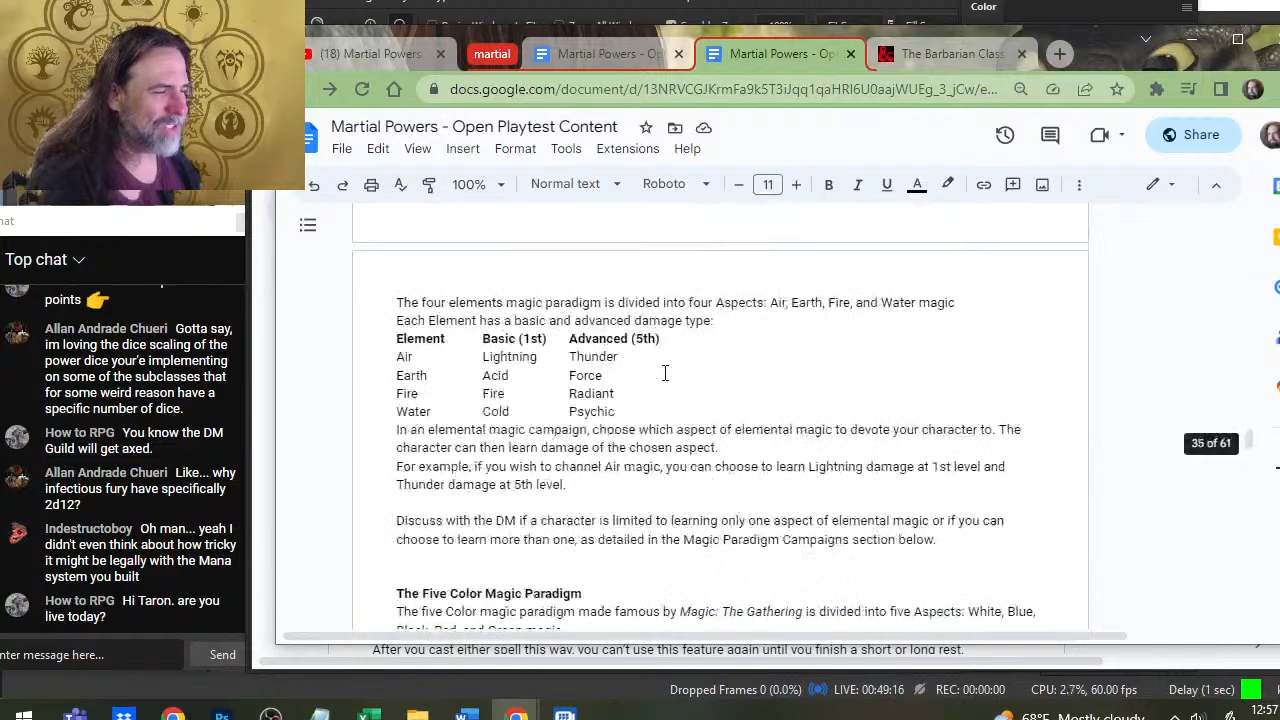 Color
(18) Martial Powers
martial
Martial Powers - Op
Martial Powers - Op
The Barbarian Class
docs.google.com/document/d/13NRVCGJKrmFa9k5T3iJqq1qaHRI6U0aajWUEg_3_jCw/e...
Martial Powers - Open Playtest Content
Share
File Edit View Insert Format Tools Extensions Help
100% Normal text Roboto 11 B I U A
Top chat
points
Allan Andrade Chueri Gotta say,
im loving the dice scaling of the
power dice your'e implementing
on some of the subclasses that
for some weird reason have a
specific number of dice.
How to RPG You know the DM
Guild will get axed.
Allan Andrade Chueri Like... why
infectious fury have specifically
2d12?
Indestructoboy Oh man... yeah I
didn't even think about how tricky
it might be legally with the Mana
system you built
How to RPG Hi Taron. are you
live today?
Send
The four elements magic paradigm is divided into four Aspects: Air, Earth, Fire, and Water magic
Each Element has a basic and advanced damage type:
Element Basic (1st) Advanced (5th)
Air Lightning Thunder
Earth Acid Force
Fire Fire Radiant
Water Cold Psychic
In an elemental magic campaign, choose which aspect of elemental magic to devote your character to. The
character can then learn damage of the chosen aspect.
For example, if you wish to channel Air magic, you can choose to learn Lightning damage at 1st level and
Thunder damage at 5th level.
Discuss with the DM if a character is limited to learning only one aspect of elemental magic or if you can
choose to learn more than one, as detailed in the Magic Paradigm Campaigns section below.
The Five Color Magic Paradigm
The five Color magic paradigm made famous by Magic: The Gathering is divided into five Aspects: White, Blue,
35 of 61
After you cast either spell this way, you can't use this feature again until you finish a short or long rest.
Dropped Frames 0 (0.0%) LIVE: 00:49:16 REC: 00:00:00 CPU: 2.7%, 60.00 fps Delay (1 sec)
68°F Mostly cloudy 12:57